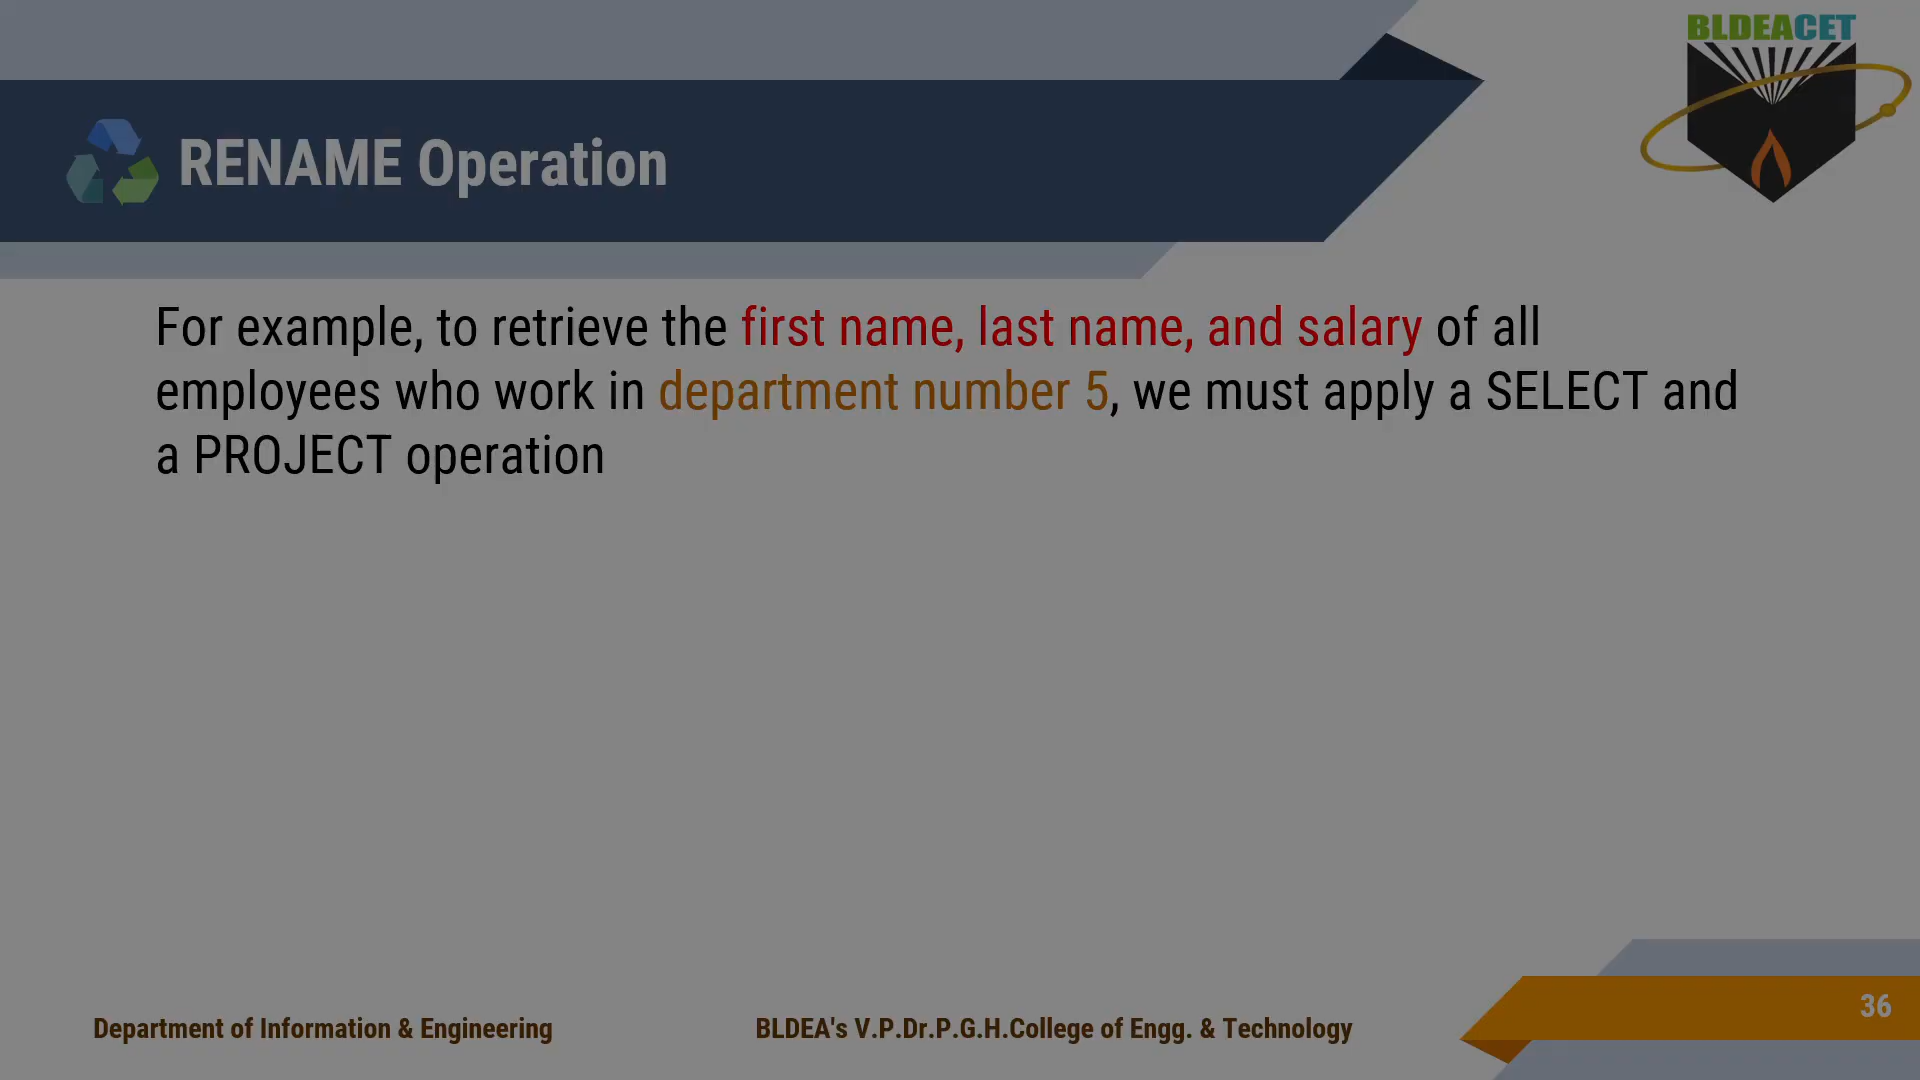 BLDEACET
RENAME Operation
For example, to retrieve the first name, last name, and salary of all
employees who work in department number 5, we must apply a SELECT and
a PROJECT operation
36
Department of Information & Engineering
BLDEA's V.P.Dr.P.G.H.College of Engg. & Technology